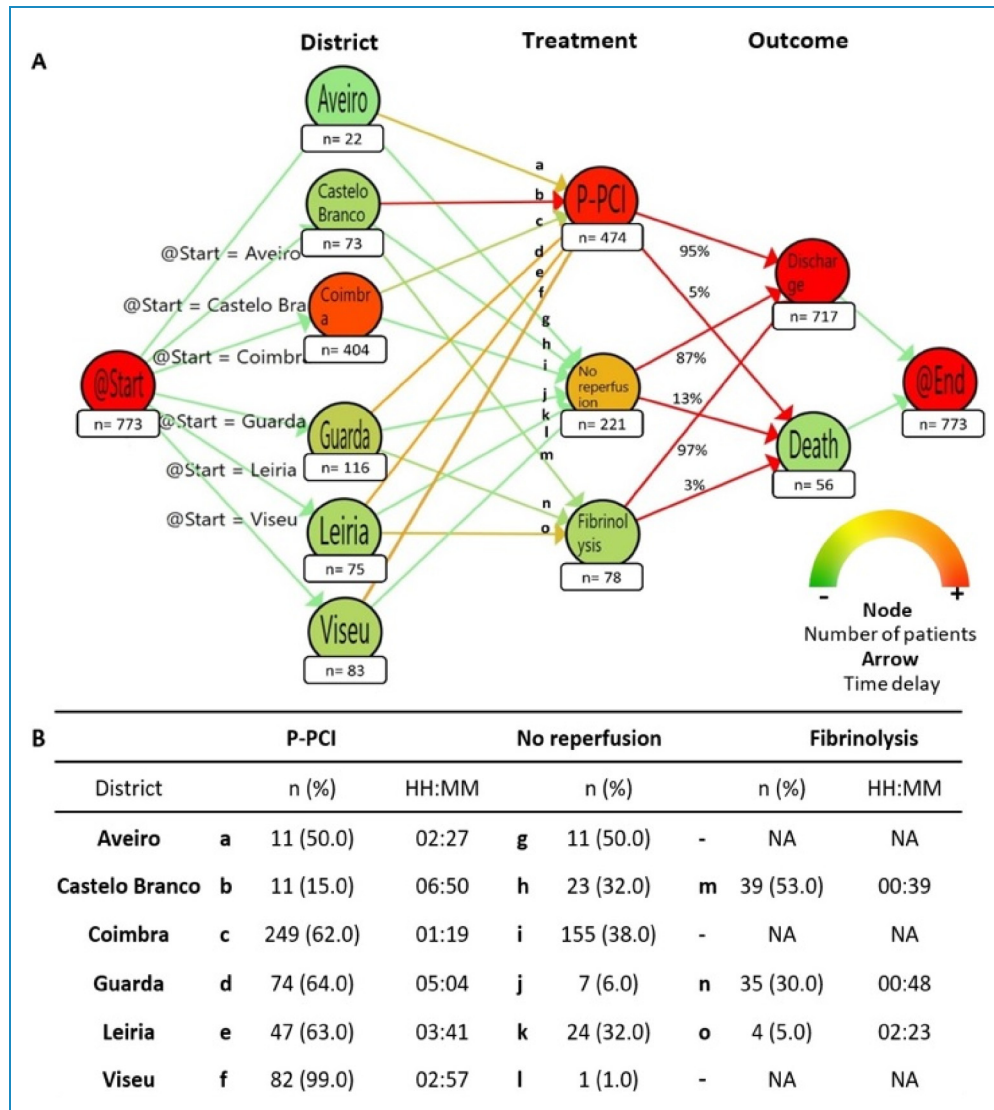 District Treatment Outcome
A
Aveiro
n= 22
a
Castelo
Branco
n= 73
b
P-PCI
n= 474
c
@Start = Aveiro
d
95%
Dischar
ge
n= 717
e
5%
Coimbr
a
n= 404
@Start = Castelo Bra
f
g
@Start = Coimbra
h
87%
@Start
n= 773
i
No
reperfus
ion
n= 221
@End
n= 773
j
13%
@Start = Guarda
Guarda
n= 116
k
l
Death
n= 56
m
97%
@Start = Leiria
3%
n
@Start = Viseu
Leiria
n= 75
o
Fibrinol
ysis
n= 78
Viseu
n= 83
- +
Node
Number of patients
Arrow
Time delay
B P-PCI No reperfusion Fibrinolysis
District n (%) HH:MM n (%) n (%) HH:MM
Aveiro a 11 (50.0) 02:27 g 11 (50.0) - NA NA
Castelo Branco b 11 (15.0) 06:50 h 23 (32.0) m 39 (53.0) 00:39
Coimbra c 249 (62.0) 01:19 i 155 (38.0) - NA NA
Guarda d 74 (64.0) 05:04 j 7 (6.0) n 35 (30.0) 00:48
Leiria e 47 (63.0) 03:41 k 24 (32.0) o 4 (5.0) 02:23
Viseu f 82 (99.0) 02:57 l 1 (1.0) - NA NA